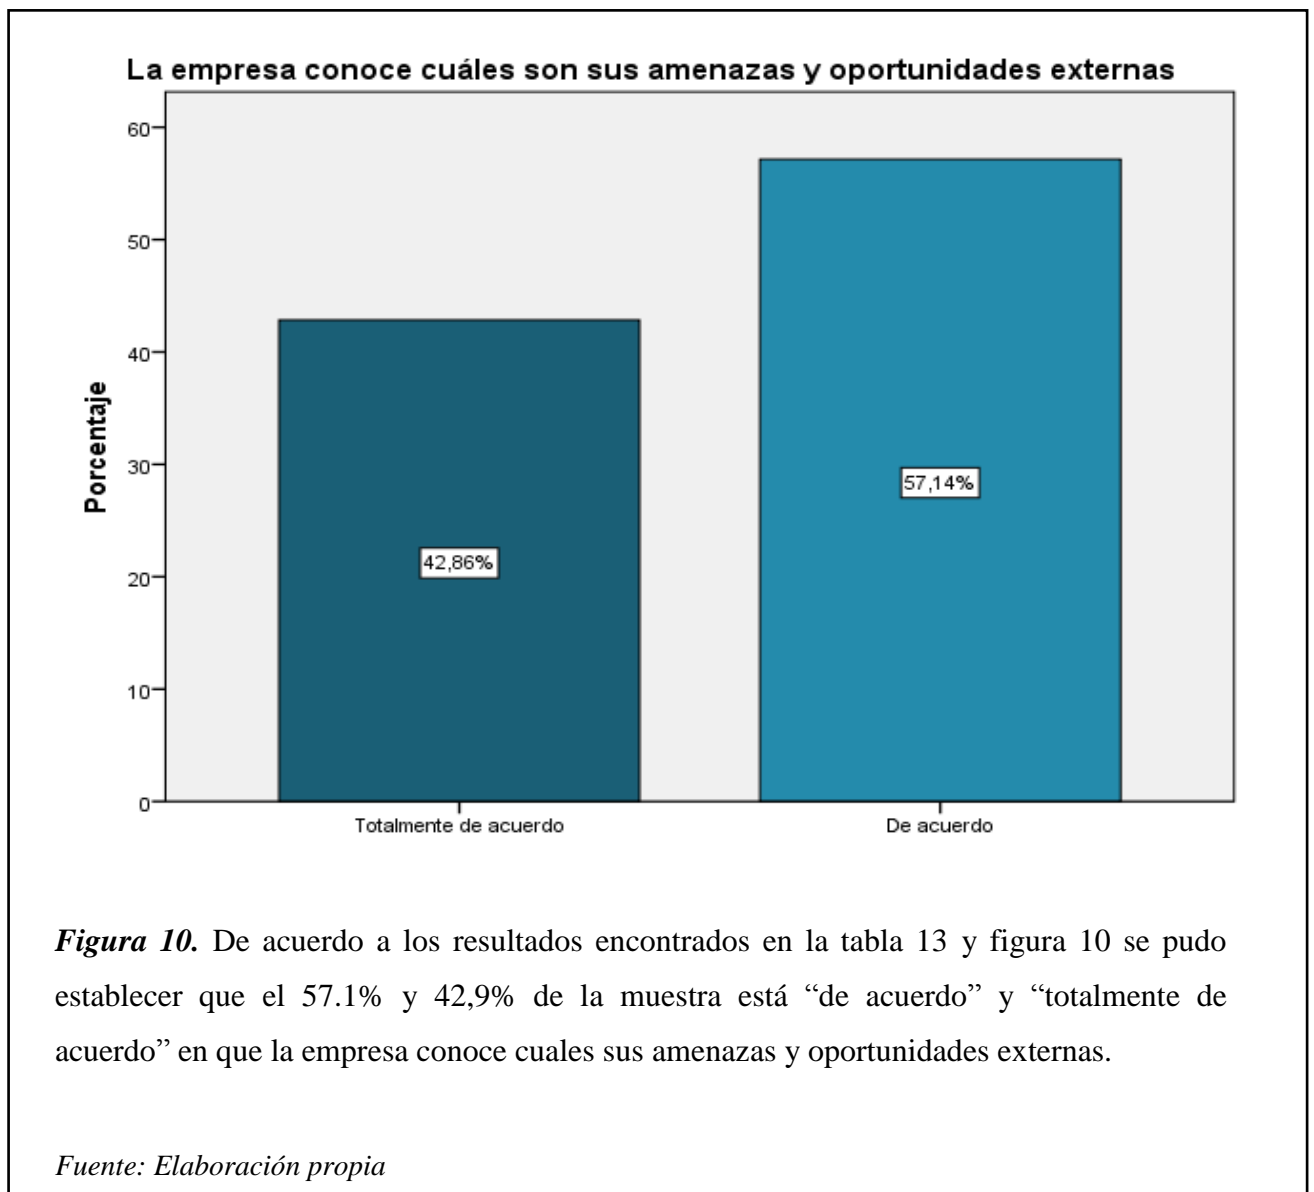 La empresa conoce cuáles son sus amenazas y oportunidades externas
60
50
40
30
20
10
0
Porcentaje
42,86%
57,14%
Totalmente de acuerdo
De acuerdo
Figura 10. De acuerdo a los resultados encontrados en la tabla 13 y figura 10 se pudo
establecer que el 57.1% y 42,9% de la muestra está “de acuerdo” y “totalmente de
acuerdo” en que la empresa conoce cuales sus amenazas y oportunidades externas.
Fuente: Elaboración propia